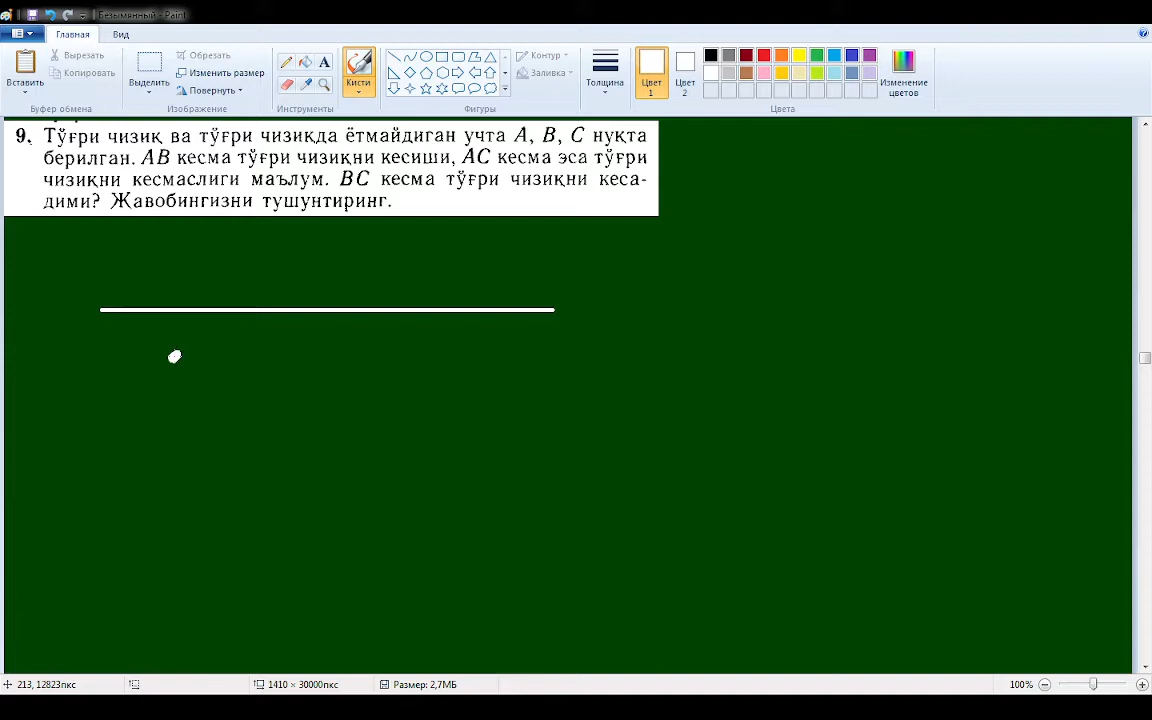 Безымянный - Paint
Главная
Вид
Вставить
Вырезать
Копировать
Буфер обмена
Выделить
Обрезать
Изменить размер
Повернуть
Изображение
Инструменты
Кисти
Контур
Заливка
Фигуры
Толщина
Цвет 1
Цвет 2
Изменение цветов
Цвета
9. Тўғри чизиқ ва тўғри чизиқда ётмайдиган учта A, B, C нуқта
берилган. AB кесма тўғри чизиқни кесиши, AC кесма эса тўғри
чизиқни кесмаслиги маълум. BC кесма тўғри чизиқни кеса-
дими? Жавобингизни тушунтиринг.
213, 12823пкс
1410 × 30000пкс
Размер: 2,7МБ
100%